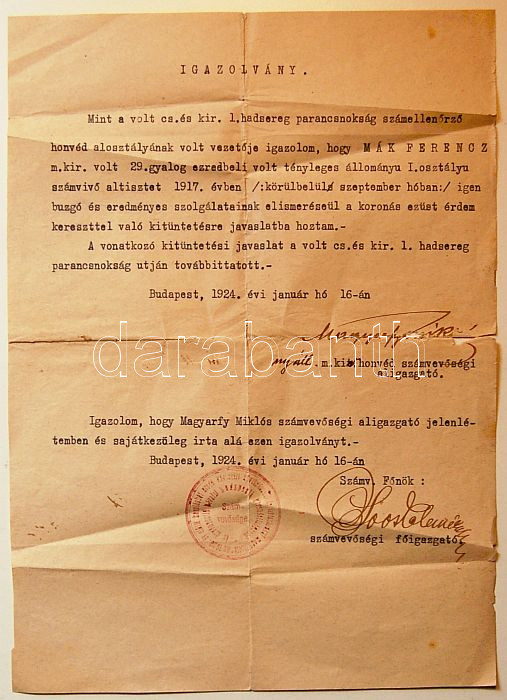 IGAZOLVÁNY.
Mint a volt cs.és kir. l.hadsereg parancsnokság számellenőrző
honvéd alosztályának volt vezetője igazolom, hogy MÁK FERENCZ
m.kir. volt 29.gyalog ezredbeli volt tényleges állományu I.osztályu
számvivő altisztet 1917. évben /:körülbelül szeptember hóban:/ igen
buzgó és eredményes szolgálatainak elismeréseül a koronás ezüst érdem
kereszttel való kitüntetésre javaslatba hoztam.-
A vonatkozó kitüntetési javaslat a volt cs.és kir. l. hadsereg
parancsnokság utján továbbittatott.-
Budapest, 1924. évi január hó 16-án
darabanth
nyáll. m.kir honvéd számvevőségi
aligazgató.
Igazolom, hogy Magyarfy Miklós számvevőségi aligazgató jelenlé-
temben és sajátkezüleg irta alá ezen igazolványt.-
Budapest, 1924. évi január hó 16-án
Számv. Főnök :
számvevőségi főigazgató.